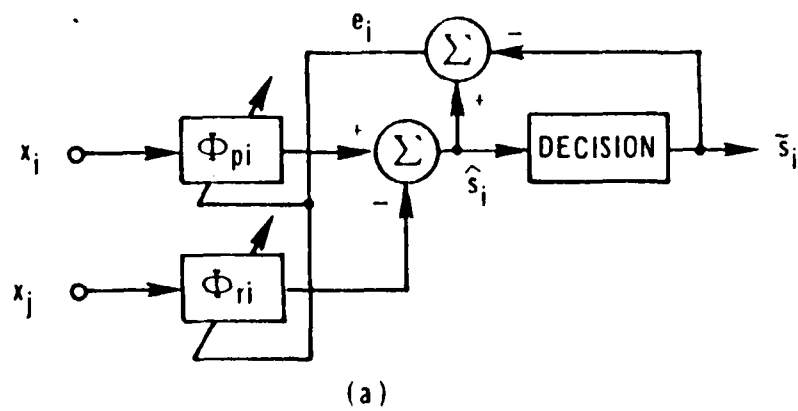 e_i
Σ
−
+
x_i
Φ_pi
+
Σ
ŝ_i
DECISION
s̃_i
−
x_j
Φ_ri
(a)